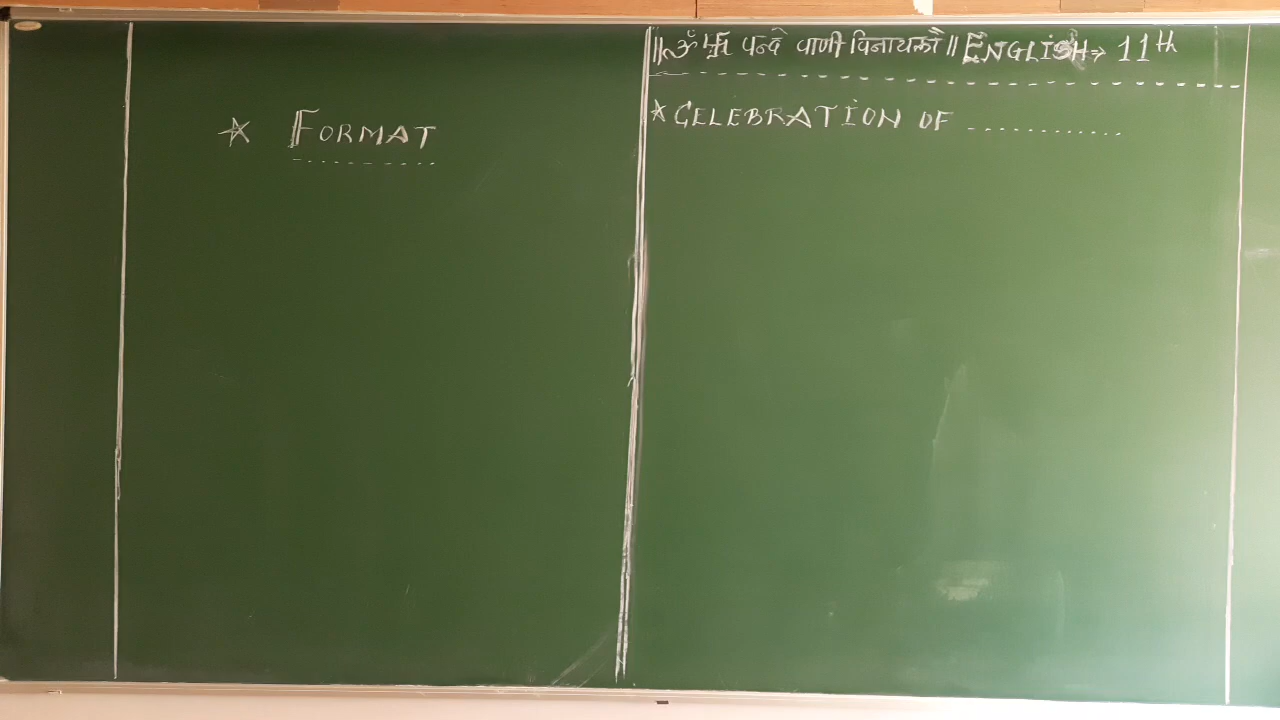 ★ FORMAT
||ॐ 卐 वन्दे वाणी विनायकौ || ENGLISH→ 11th
★ CELEBRATION OF ............